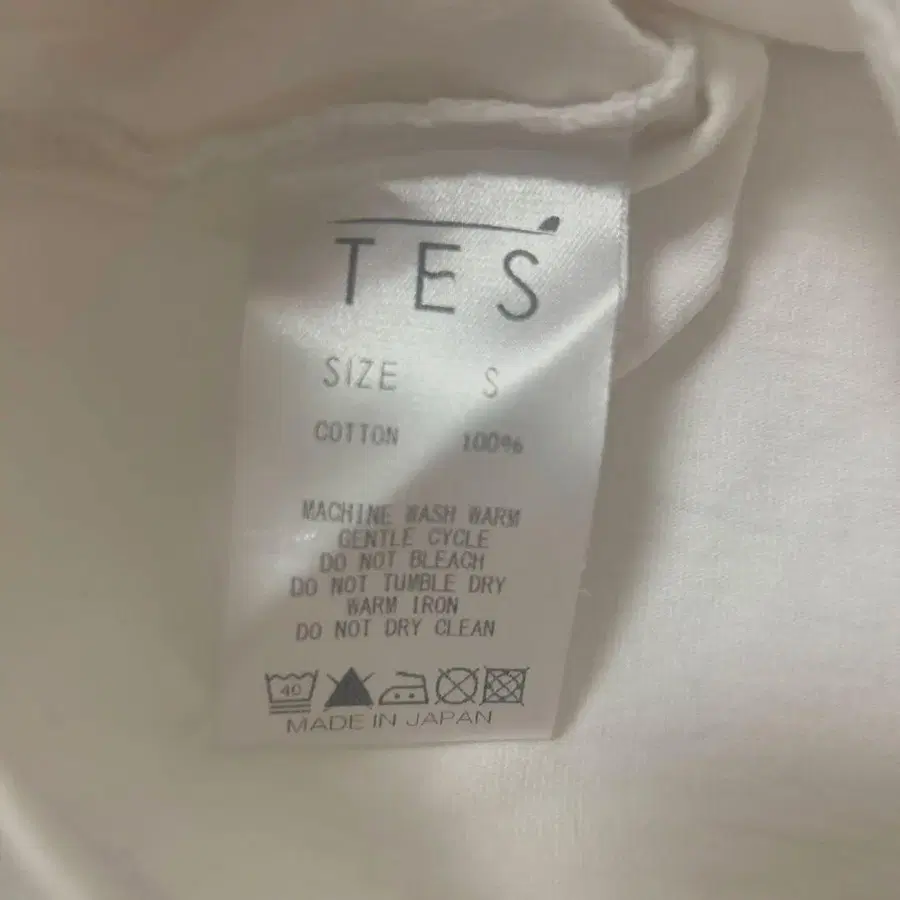 TES
SIZE S
COTTON 100%
MACHINE WASH WARM
GENTLE CYCLE
DO NOT BLEACH
DO NOT TUMBLE DRY
WARM IRON
DO NOT DRY CLEAN
40
MADE IN JAPAN